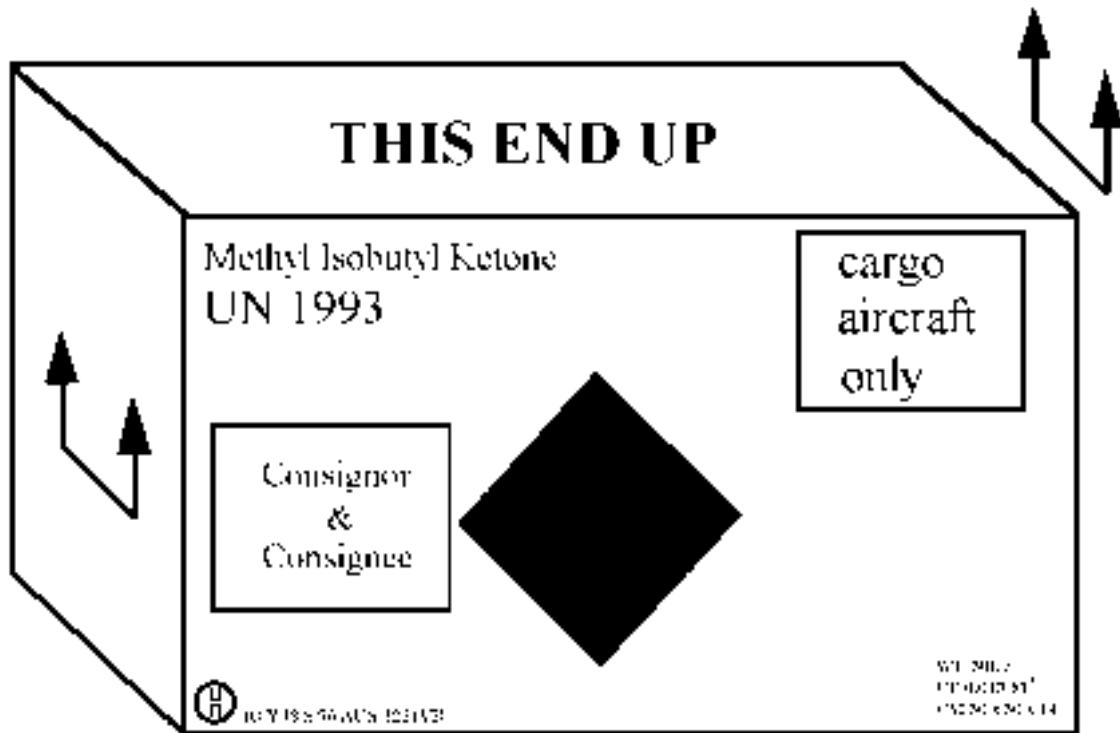 THIS END UP
Methyl Isobutyl Ketone
UN 1993
cargo
aircraft
only
Consignor
&
Consignee